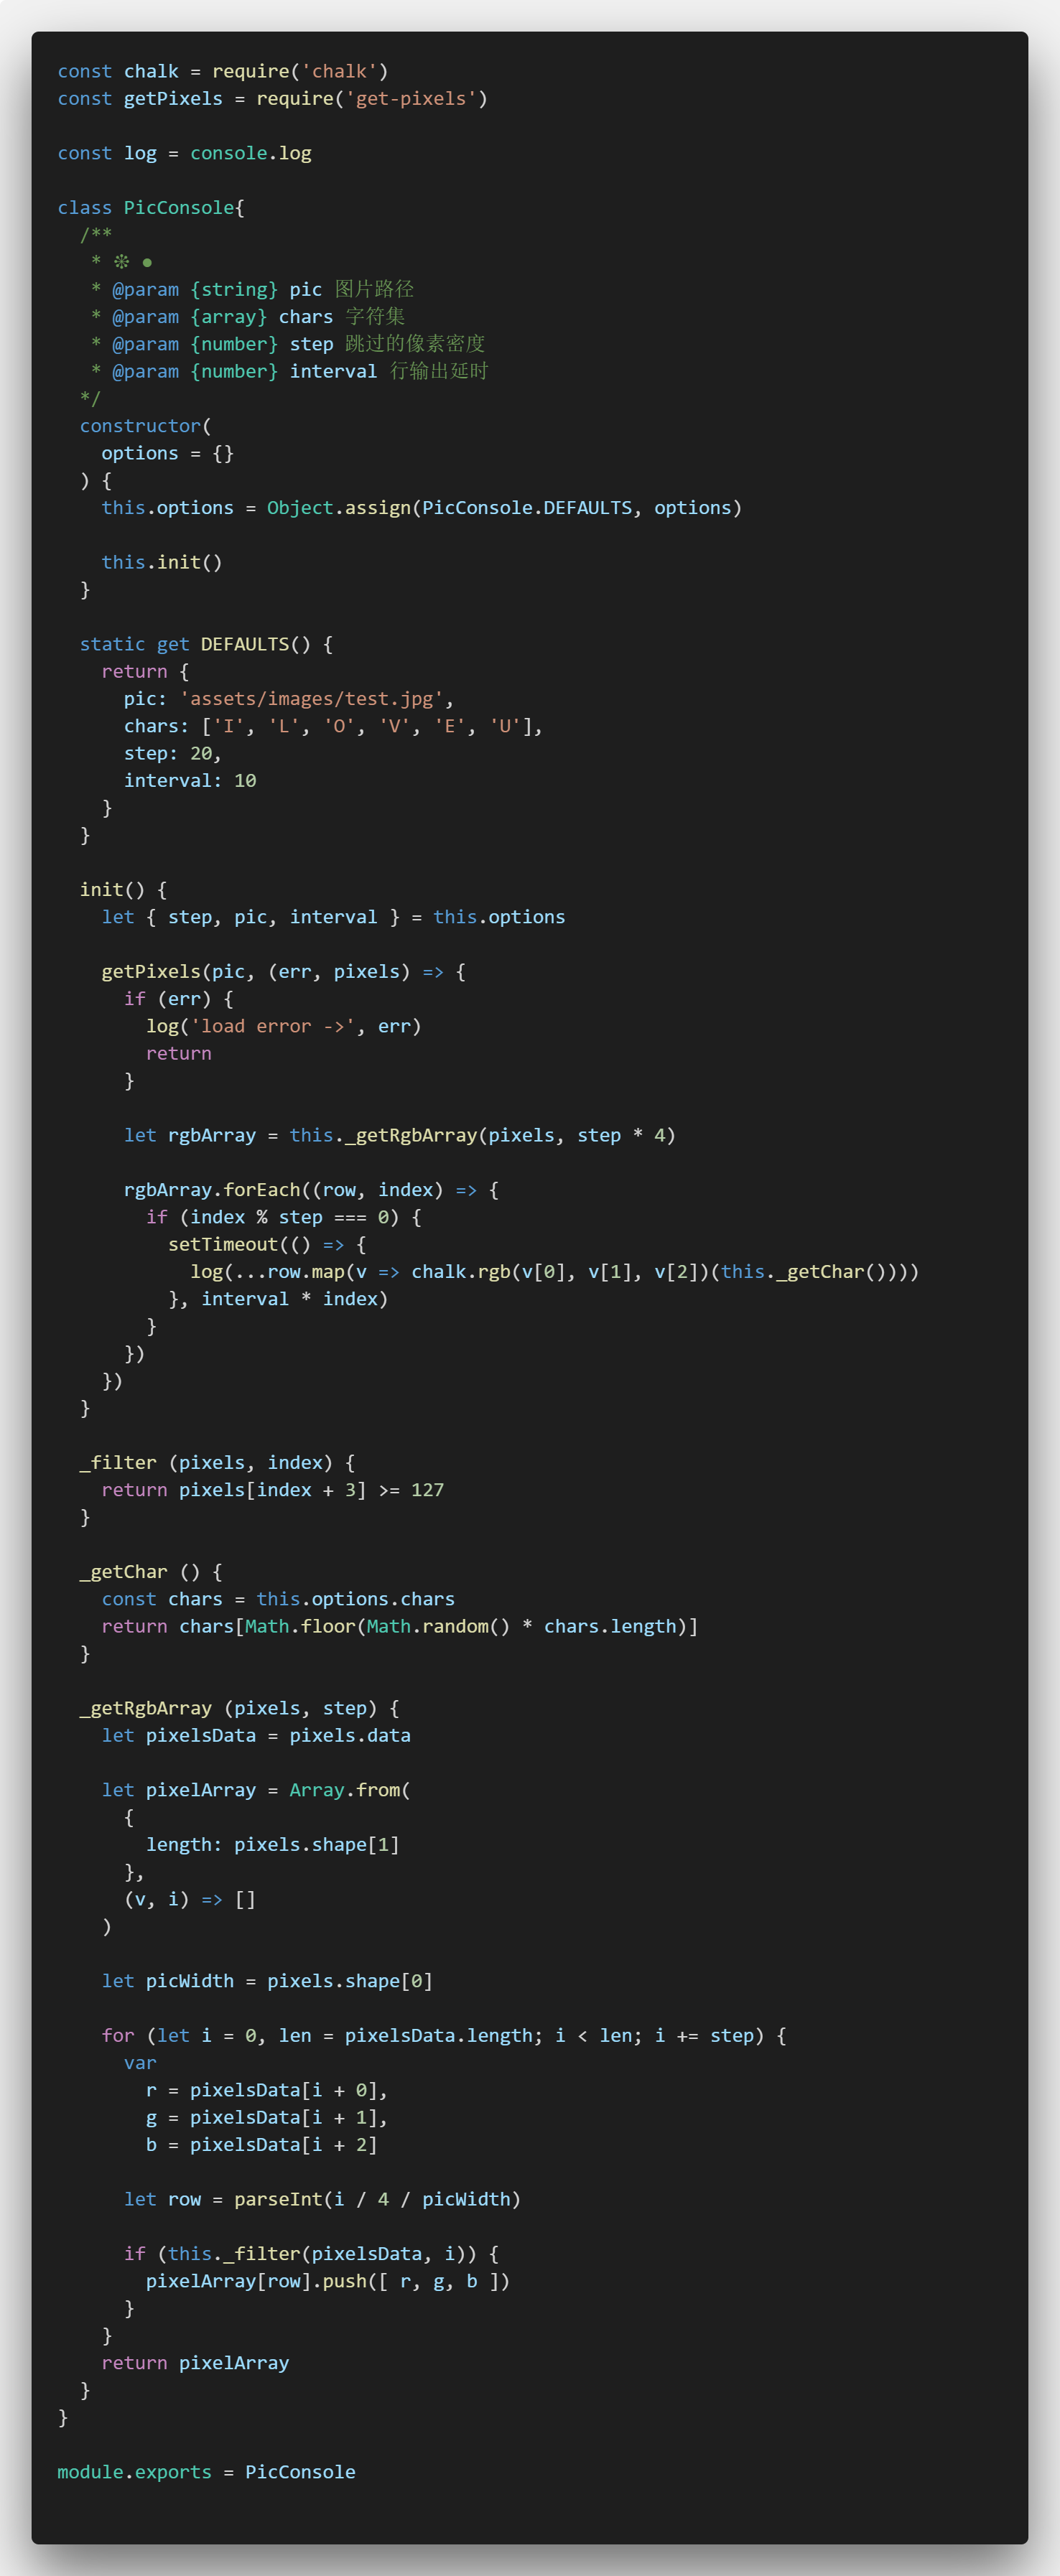 const chalk = require('chalk')
const getPixels = require('get-pixels')

const log = console.log

class PicConsole{
  /**
   * ❊ ●
   * @param {string} pic 图片路径
   * @param {array} chars 字符集
   * @param {number} step 跳过的像素密度
   * @param {number} interval 行输出延时
  */
  constructor(
    options = {}
  ) {
    this.options = Object.assign(PicConsole.DEFAULTS, options)

    this.init()
  }

  static get DEFAULTS() {
    return {
      pic: 'assets/images/test.jpg',
      chars: ['I', 'L', 'O', 'V', 'E', 'U'],
      step: 20,
      interval: 10
    }
  }

  init() {
    let { step, pic, interval } = this.options

    getPixels(pic, (err, pixels) => {
      if (err) {
        log('load error ->', err)
        return
      }

      let rgbArray = this._getRgbArray(pixels, step * 4)

      rgbArray.forEach((row, index) => {
        if (index % step === 0) {
          setTimeout(() => {
            log(...row.map(v => chalk.rgb(v[0], v[1], v[2])(this._getChar())))
          }, interval * index)
        }
      })
    })
  }

  _filter (pixels, index) {
    return pixels[index + 3] >= 127
  }

  _getChar () {
    const chars = this.options.chars
    return chars[Math.floor(Math.random() * chars.length)]
  }

  _getRgbArray (pixels, step) {
    let pixelsData = pixels.data

    let pixelArray = Array.from(
      {
        length: pixels.shape[1]
      },
      (v, i) => []
    )

    let picWidth = pixels.shape[0]

    for (let i = 0, len = pixelsData.length; i < len; i += step) {
      var
        r = pixelsData[i + 0],
        g = pixelsData[i + 1],
        b = pixelsData[i + 2]

      let row = parseInt(i / 4 / picWidth)

      if (this._filter(pixelsData, i)) {
        pixelArray[row].push([ r, g, b ])
      }
    }
    return pixelArray
  }
}

module.exports = PicConsole